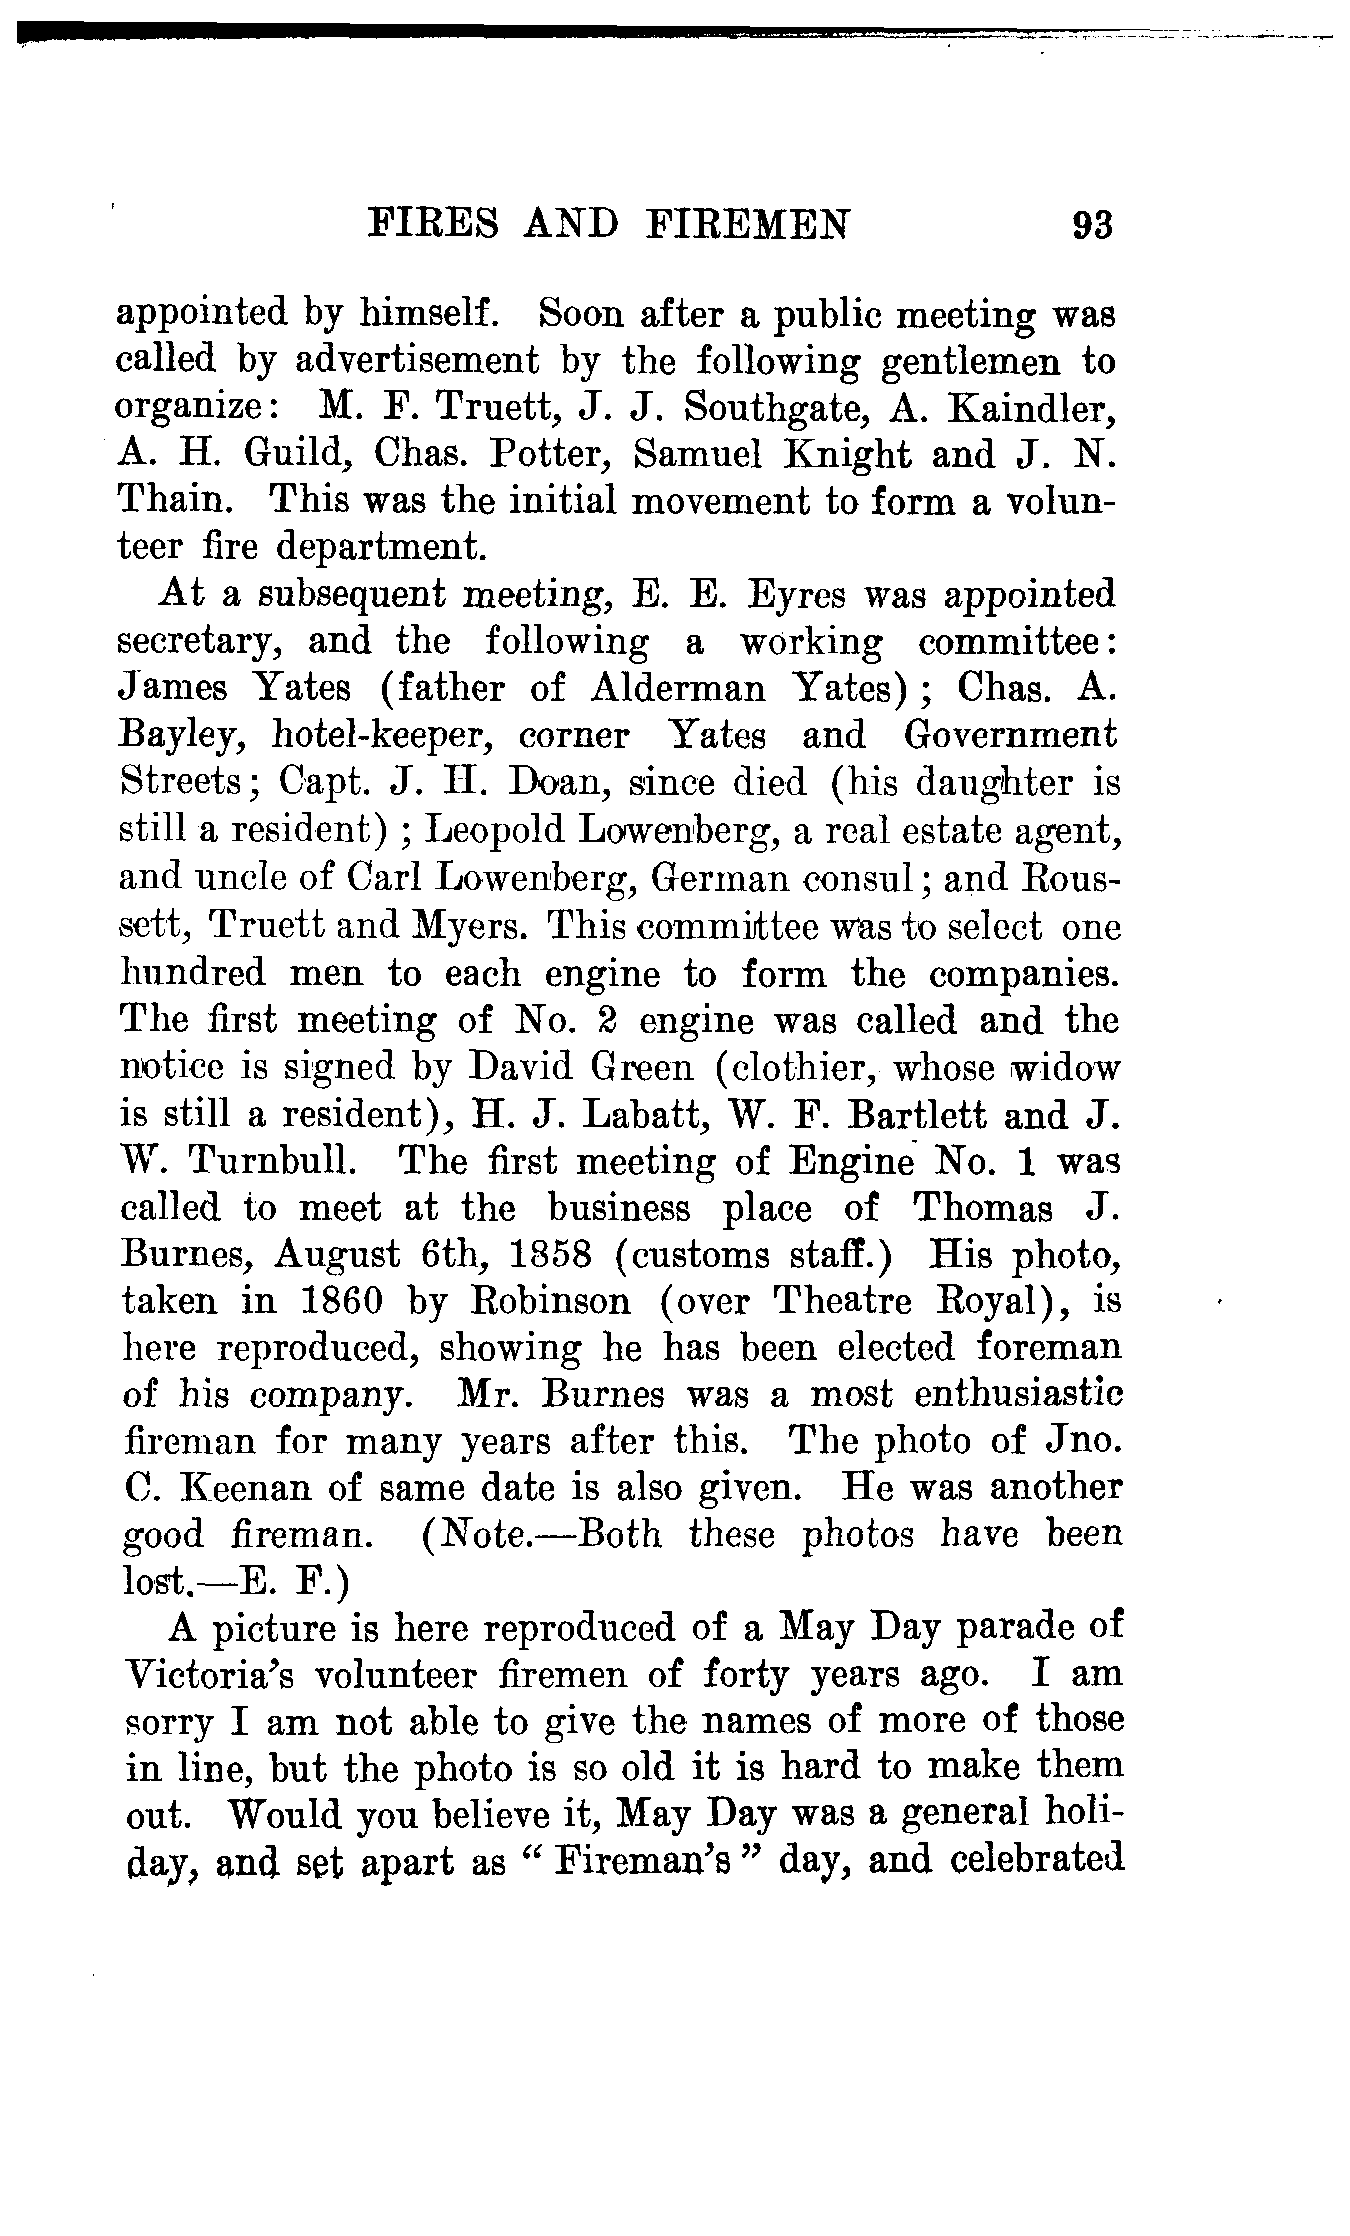 FIRES AND FIREMEN 93
appointed by himself. Soon after a public meeting was
called by advertisement by the following gentlemen to
organize: M. F. Truett, J. J. Southgate, A. Kaindler,
A. H. Guild, Chas. Potter, Samuel Knight and J. N.
Thain. This was the initial movement to form a volun-
teer fire department.
At a subsequent meeting, E. E. Eyres was appointed
secretary, and the following a working committee:
James Yates (father of Alderman Yates); Chas. A.
Bayley, hotel-keeper, corner Yates and Government
Streets; Capt. J. H. Doan, since died (his daughter is
still a resident); Leopold Lowenberg, a real estate agent,
and uncle of Carl Lowenberg, German consul; and Rous-
sett, Truett and Myers. This committee was to select one
hundred men to each engine to form the companies.
The first meeting of No. 2 engine was called and the
notice is signed by David Green (clothier, whose widow
is still a resident), H. J. Labatt, W. F. Bartlett and J.
W. Turnbull. The first meeting of Engine No. 1 was
called to meet at the business place of Thomas J.
Burnes, August 6th, 1858 (customs staff.) His photo,
taken in 1860 by Robinson (over Theatre Royal), is
here reproduced, showing he has been elected foreman
of his company. Mr. Burnes was a most enthusiastic
fireman for many years after this. The photo of Jno.
C. Keenan of same date is also given. He was another
good fireman. (Note.—Both these photos have been
lost.—E. F.)
A picture is here reproduced of a May Day parade of
Victoria's volunteer firemen of forty years ago. I am
sorry I am not able to give the names of more of those
in line, but the photo is so old it is hard to make them
out. Would you believe it, May Day was a general holi-
day, and set apart as “Fireman's” day, and celebrated